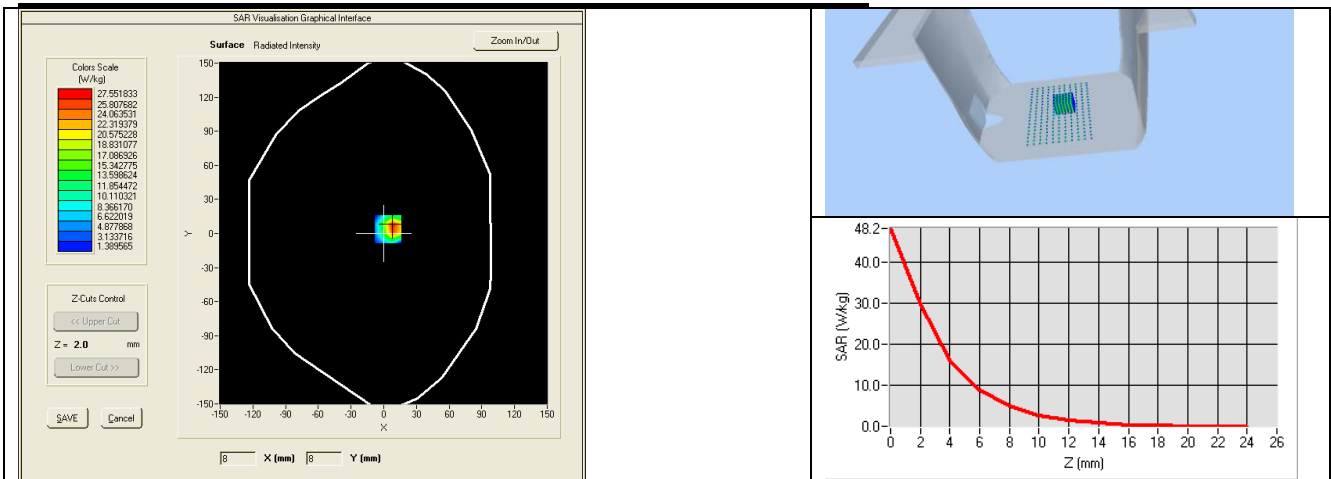 SAR Visualisation Graphical Interface
Surface Radiated Intensity
Zoom In/Out
Colors Scale
(W/kg)
27.551833
25.807682
24.063531
22.319379
20.575228
18.831077
17.086926
15.342775
13.598624
11.854472
10.110321
8.366170
6.622019
4.877868
3.133716
1.389565
Z-Cuts Control
<< Upper Cut
Z = 2.0 mm
Lower Cut >>
SAVE Cancel
150-
120-
90-
60-
30-
0-
-30-
-60-
-90-
-120-
-150-
Y
-150 -120 -90 -60 -30 0 30 60 90 120 150
X
8 X (mm) 8 Y (mm)
48.2-
40.0-
30.0-
20.0-
10.0-
0.0-
SAR (W/kg)
0 2 4 6 8 10 12 14 16 18 20 22 24 26
Z (mm)